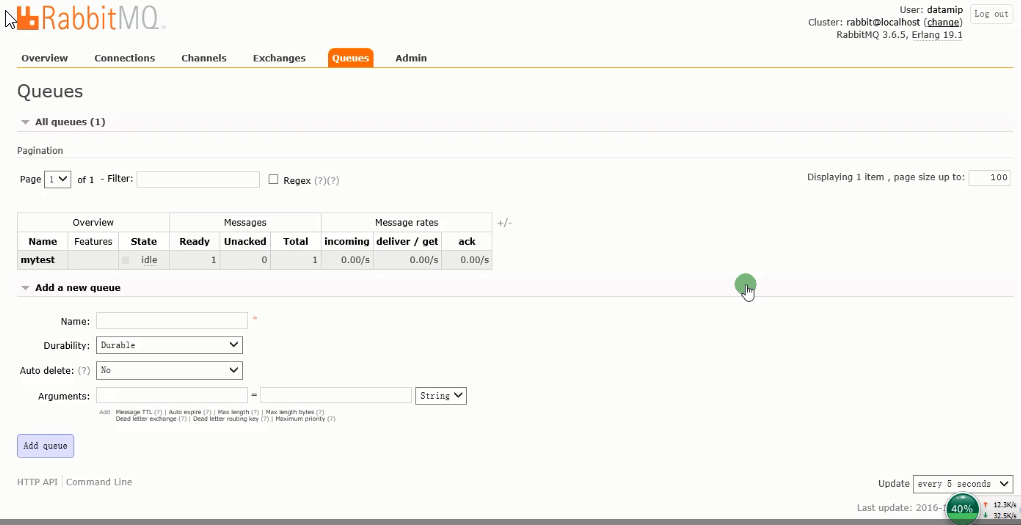 RabbitMQ
User: datamip
Cluster: rabbit@localhost (change)
RabbitMQ 3.6.5, Erlang 19.1
Log out
Overview Connections Channels Exchanges Queues Admin
Queues
All queues (1)
Pagination
Page 1 of 1 - Filter: Regex (?)(?)
Displaying 1 item , page size up to: 100
Overview Messages Message rates +/-
Name Features State Ready Unacked Total incoming deliver / get ack
mytest idle 1 0 1 0.00/s 0.00/s 0.00/s
Add a new queue
Name: *
Durability: Durable
Auto delete: (?) No
Arguments: = String
Add Message TTL (?) | Auto expire (?) | Max length (?) | Max length bytes (?)
Dead letter exchange (?) | Dead letter routing key (?) | Maximum priority (?)
Add queue
HTTP API Command Line
Update every 5 seconds
Last update: 2016-
40%
12.3K/s
32.5K/s